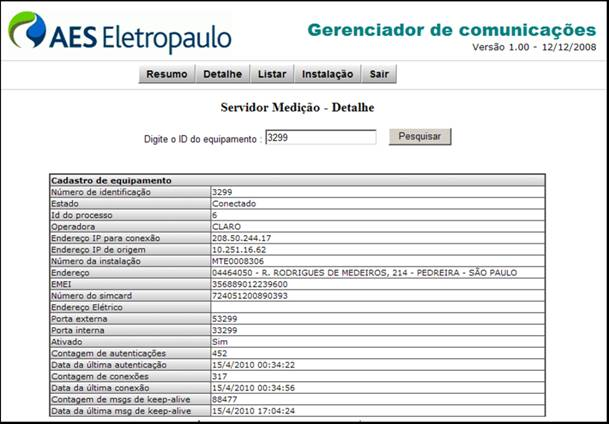 AES Eletropaulo
Gerenciador de comunicações
Versão 1.00 - 12/12/2008
Resumo Detalhe Listar Instalação Sair
Servidor Medição - Detalhe
Digite o ID do equipamento : 3299 Pesquisar
Cadastro de equipamento
Número de identificação 3299
Estado Conectado
Id do processo 6
Operadora CLARO
Endereço IP para conexão 208.50.244.17
Endereço IP de origem 10.251.16.62
Número da instalação MTE0008306
Endereço 04464050 - R. RODRIGUES DE MEDEIROS, 214 - PEDREIRA - SÃO PAULO
EMEI 356889012239600
Número do simcard 724051200890393
Endereço Elétrico
Porta externa 53299
Porta interna 33299
Ativado Sim
Contagem de autenticações 452
Data da última autenticação 15/4/2010 00:34:22
Contagem de conexões 317
Data da última conexão 15/4/2010 00:34:56
Contagem de msgs de keep-alive 88477
Data da última msg de keep-alive 15/4/2010 17:04:24